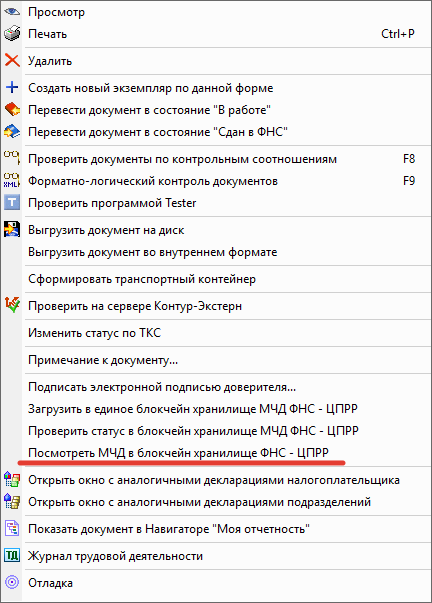 Просмотр
Печать Ctrl+P
Удалить
Создать новый экземпляр по данной форме
Перевести документ в состояние "В работе"
Перевести документ в состояние "Сдан в ФНС"
Проверить документы по контрольным соотношениям F8
XML Форматно-логический контроль документов F9
T Проверить программой Tester
Выгрузить документ на диск
Выгрузить документ во внутреннем формате
Сформировать транспортный контейнер
Проверить на сервере Контур-Экстерн
Изменить статус по ТКС
Примечание к документу...
Подписать электронной подписью доверителя...
Загрузить в единое блокчейн хранилище МЧД ФНС - ЦПРР
Проверить статус в блокчейн хранилище МЧД ФНС - ЦПРР
Посмотреть МЧД в блокчейн хранилище ФНС - ЦПРР
Открыть окно с аналогичными декларациями налогоплательщика
Открыть окно с аналогичными декларациями подразделений
Показать документ в Навигаторе "Моя отчетность"
ТД Журнал трудовой деятельности
Отладка